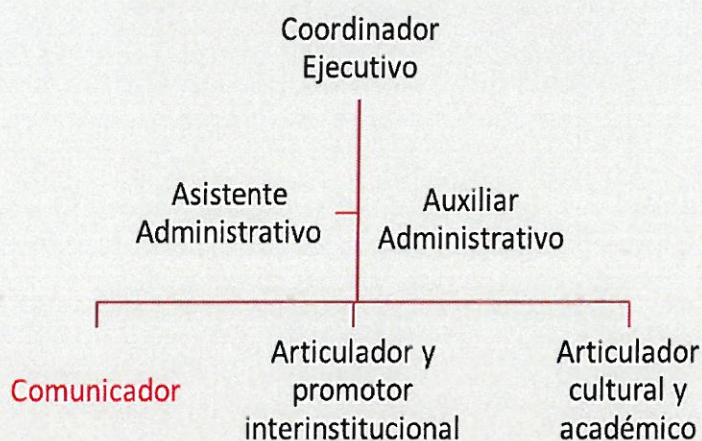 Coordinador
Ejecutivo
Asistente
Administrativo
Auxiliar
Administrativo
Comunicador
Articulador y
promotor
interinstitucional
Articulador
cultural y
académico